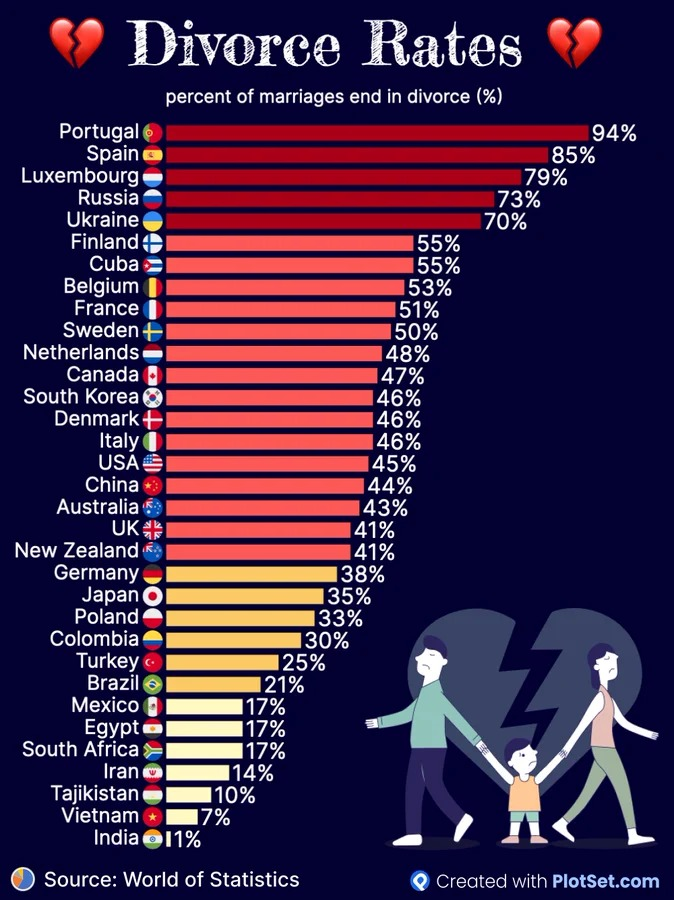 Divorce Rates
percent of marriages end in divorce (%)
Portugal 94%
Spain 85%
Luxembourg 79%
Russia 73%
Ukraine 70%
Finland 55%
Cuba 55%
Belgium 53%
France 51%
Sweden 50%
Netherlands 48%
Canada 47%
South Korea 46%
Denmark 46%
Italy 46%
USA 45%
China 44%
Australia 43%
UK 41%
New Zealand 41%
Germany 38%
Japan 35%
Poland 33%
Colombia 30%
Turkey 25%
Brazil 21%
Mexico 17%
Egypt 17%
South Africa 17%
Iran 14%
Tajikistan 10%
Vietnam 7%
India 1%
Source: World of Statistics
Created with PlotSet.com